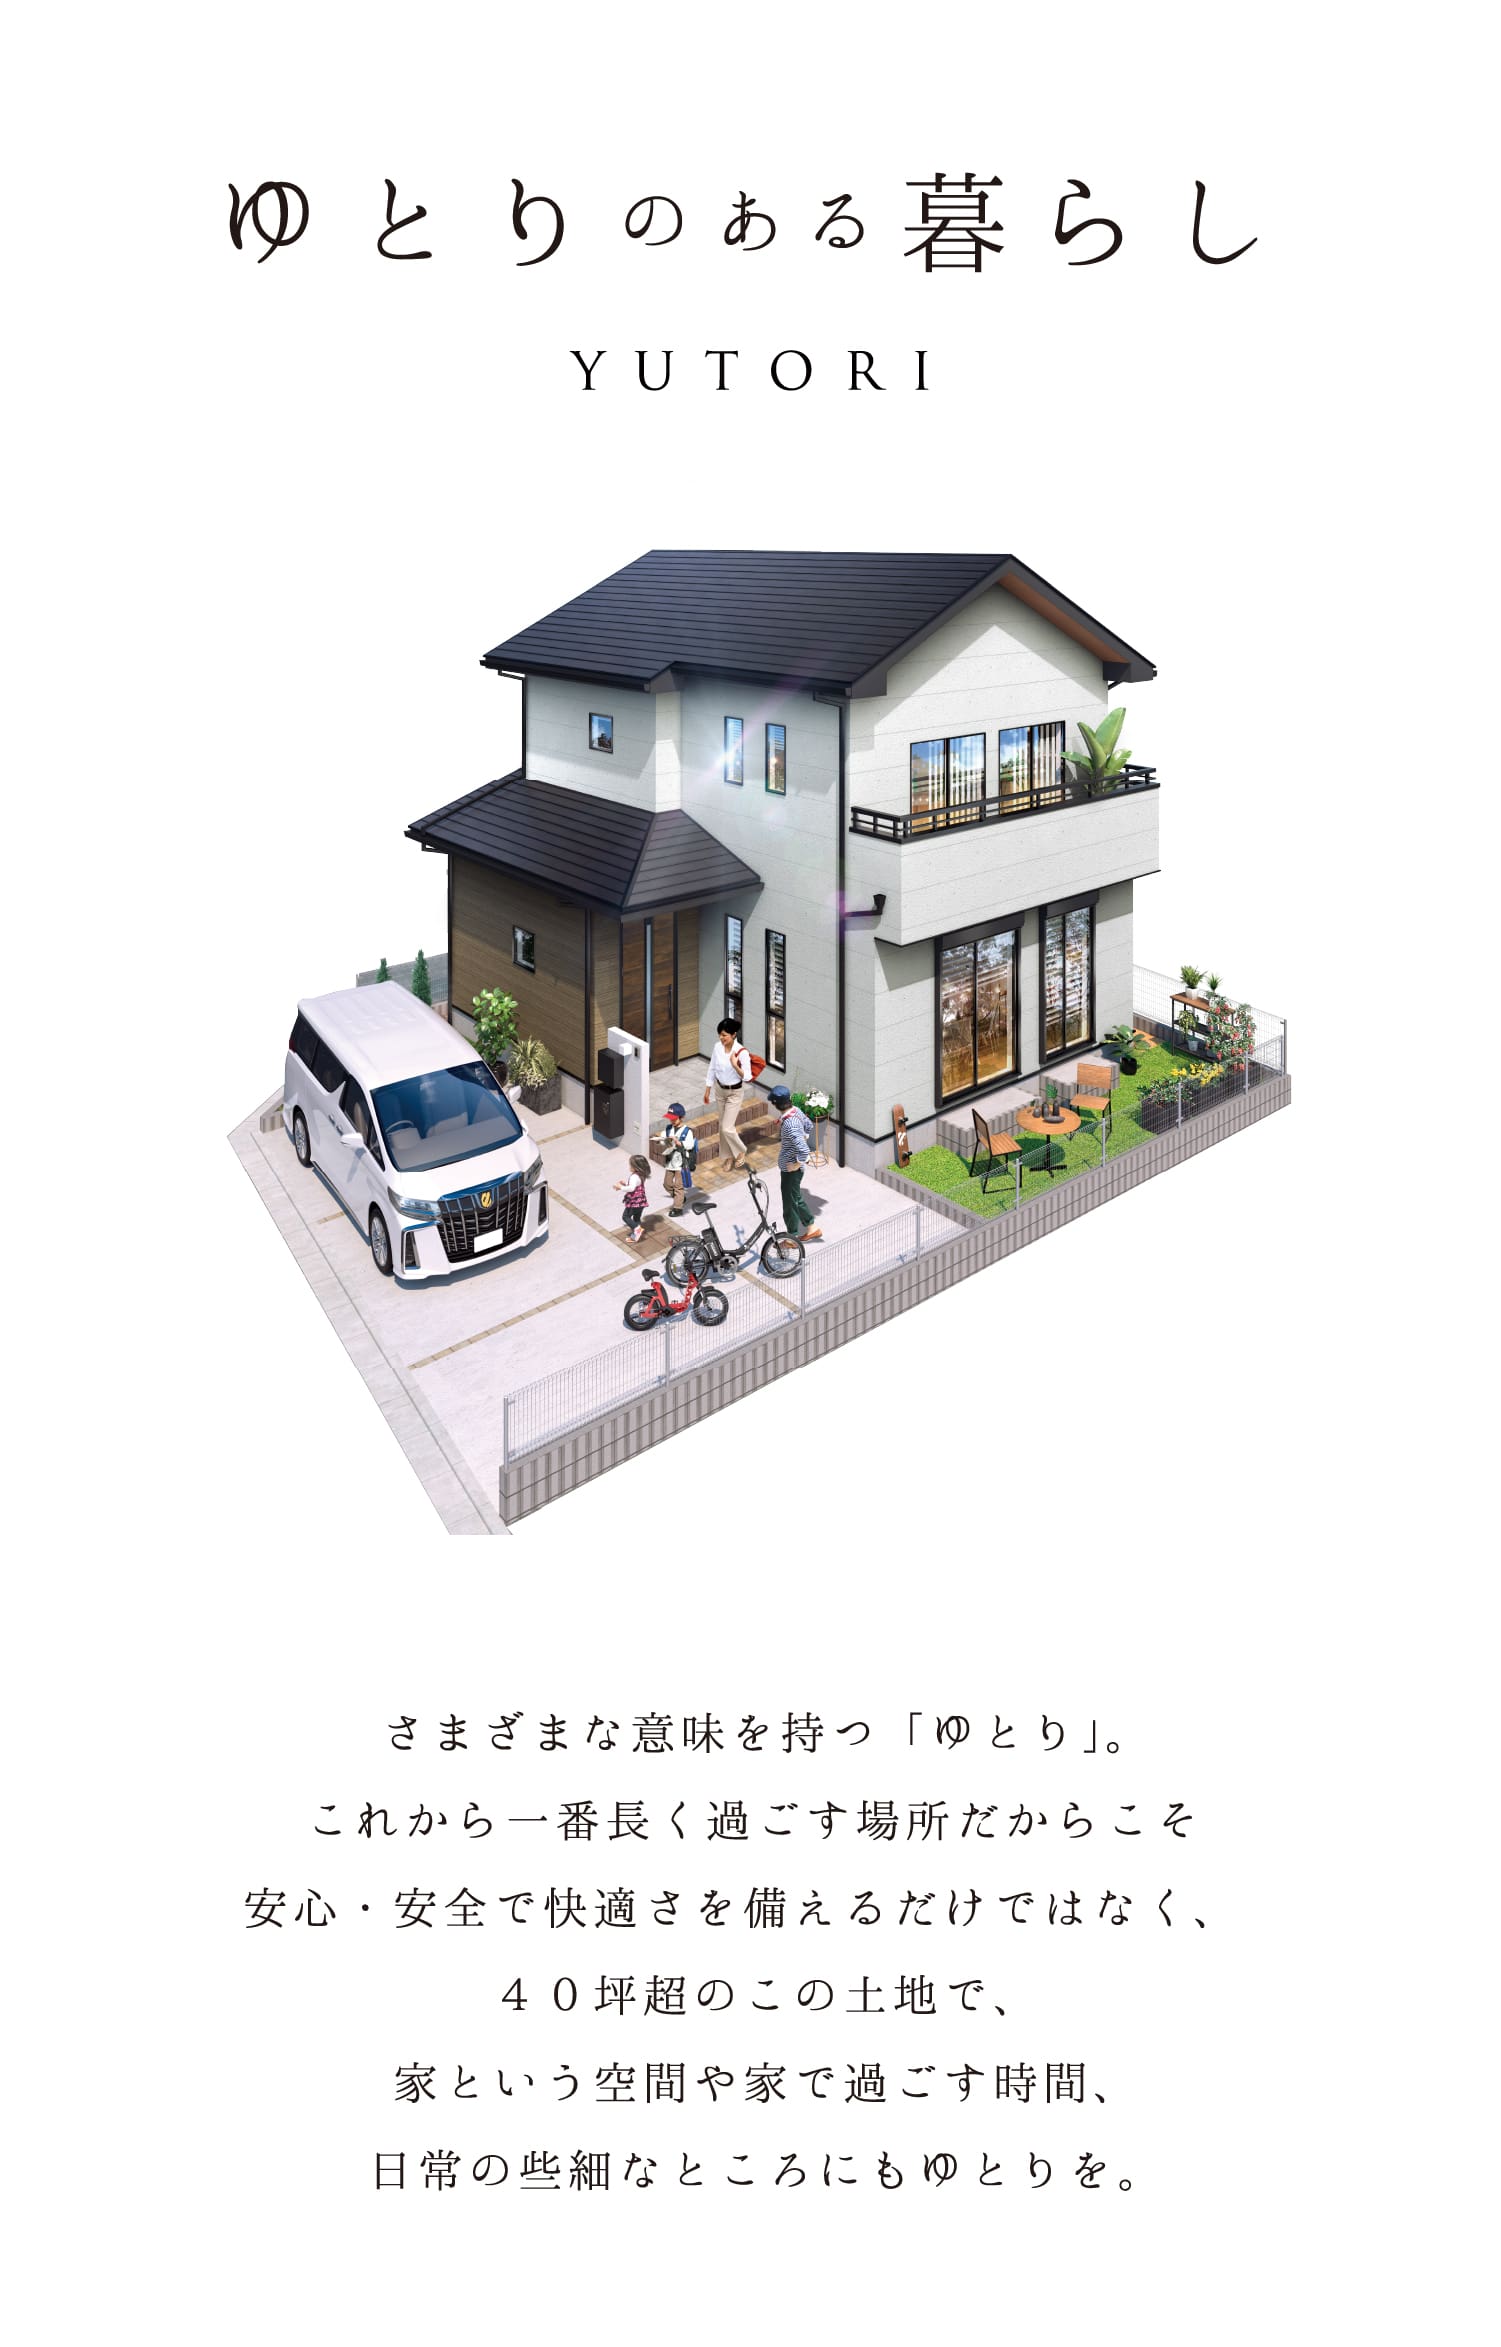 ゆとりのある暮らし
YUTORI
さまざまな意味を持つ「ゆとり」。
これから一番長く過ごす場所だからこそ
安心・安全で快適さを備えるだけではなく、
４０坪超のこの土地で、
家という空間や家で過ごす時間、
日常の些細なところにもゆとりを。